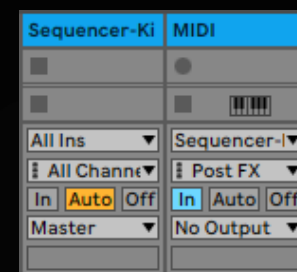 Sequencer-Ki MIDI
All Ins Sequencer-I
All Channe Post FX
In Auto Off In Auto Off
Master No Output